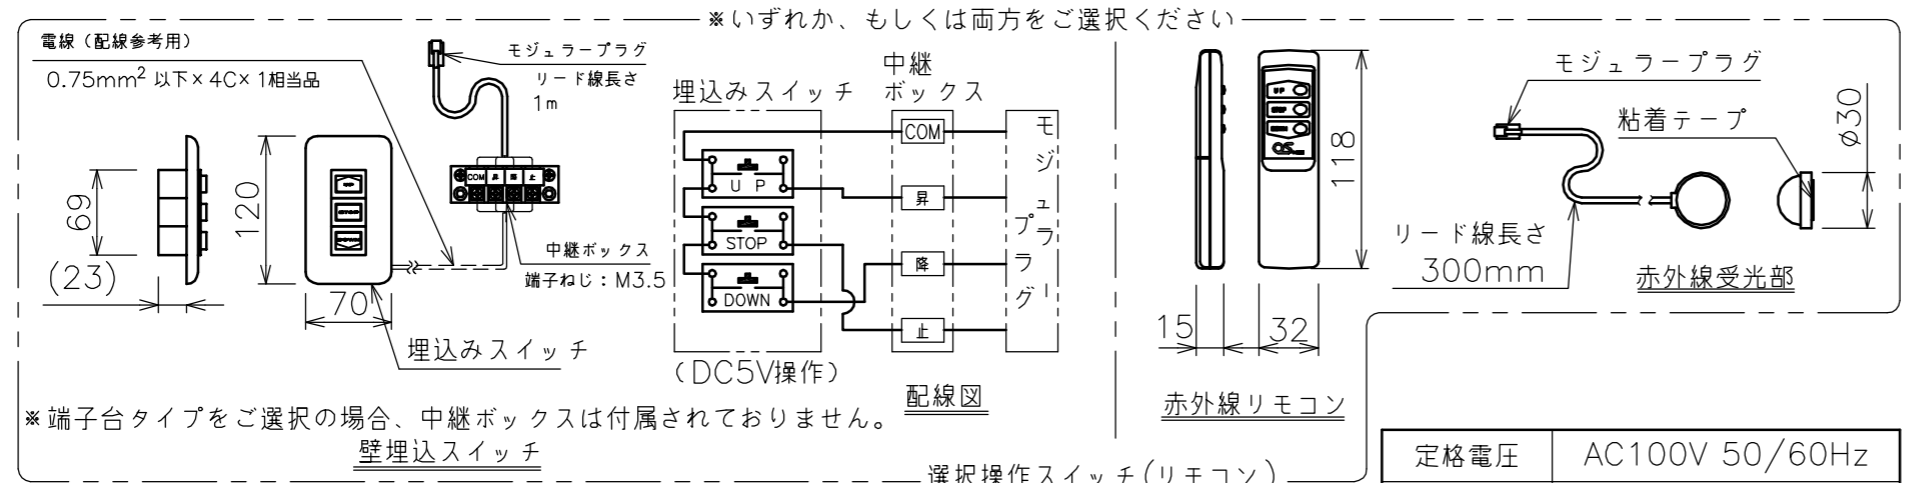 ※いずれか、もしくは両方をご選択ください
電線（配線参考用）
0.75mm² 以下×4C×1相当品
モジュラープラグ
リード線長さ
1m
69
(23)
120
70
UP
STOP
DOWN
COM 昇 降 止
中継ボックス
端子ねじ：M3.5
埋込みスイッチ
※端子台タイプをご選択の場合、中継ボックスは付属されておりません。
壁埋込スイッチ
埋込みスイッチ
中継
ボックス
UP
STOP
DOWN
COM
昇
降
止
モジュラー
プラグ
(DC5V操作)
配線図
UP
STOP
DOWN
OS
118
15
32
赤外線リモコン
モジュラープラグ
粘着テープ
ø30
リード線長さ
300mm
赤外線受光部
選択操作スイッチ(リモコン)
定格電圧 AC100V 50/60Hz